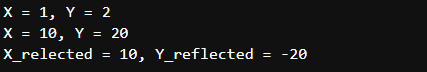 X = 1, Y = 2
X = 10, Y = 20
X_relected = 10, Y_reflected = -20